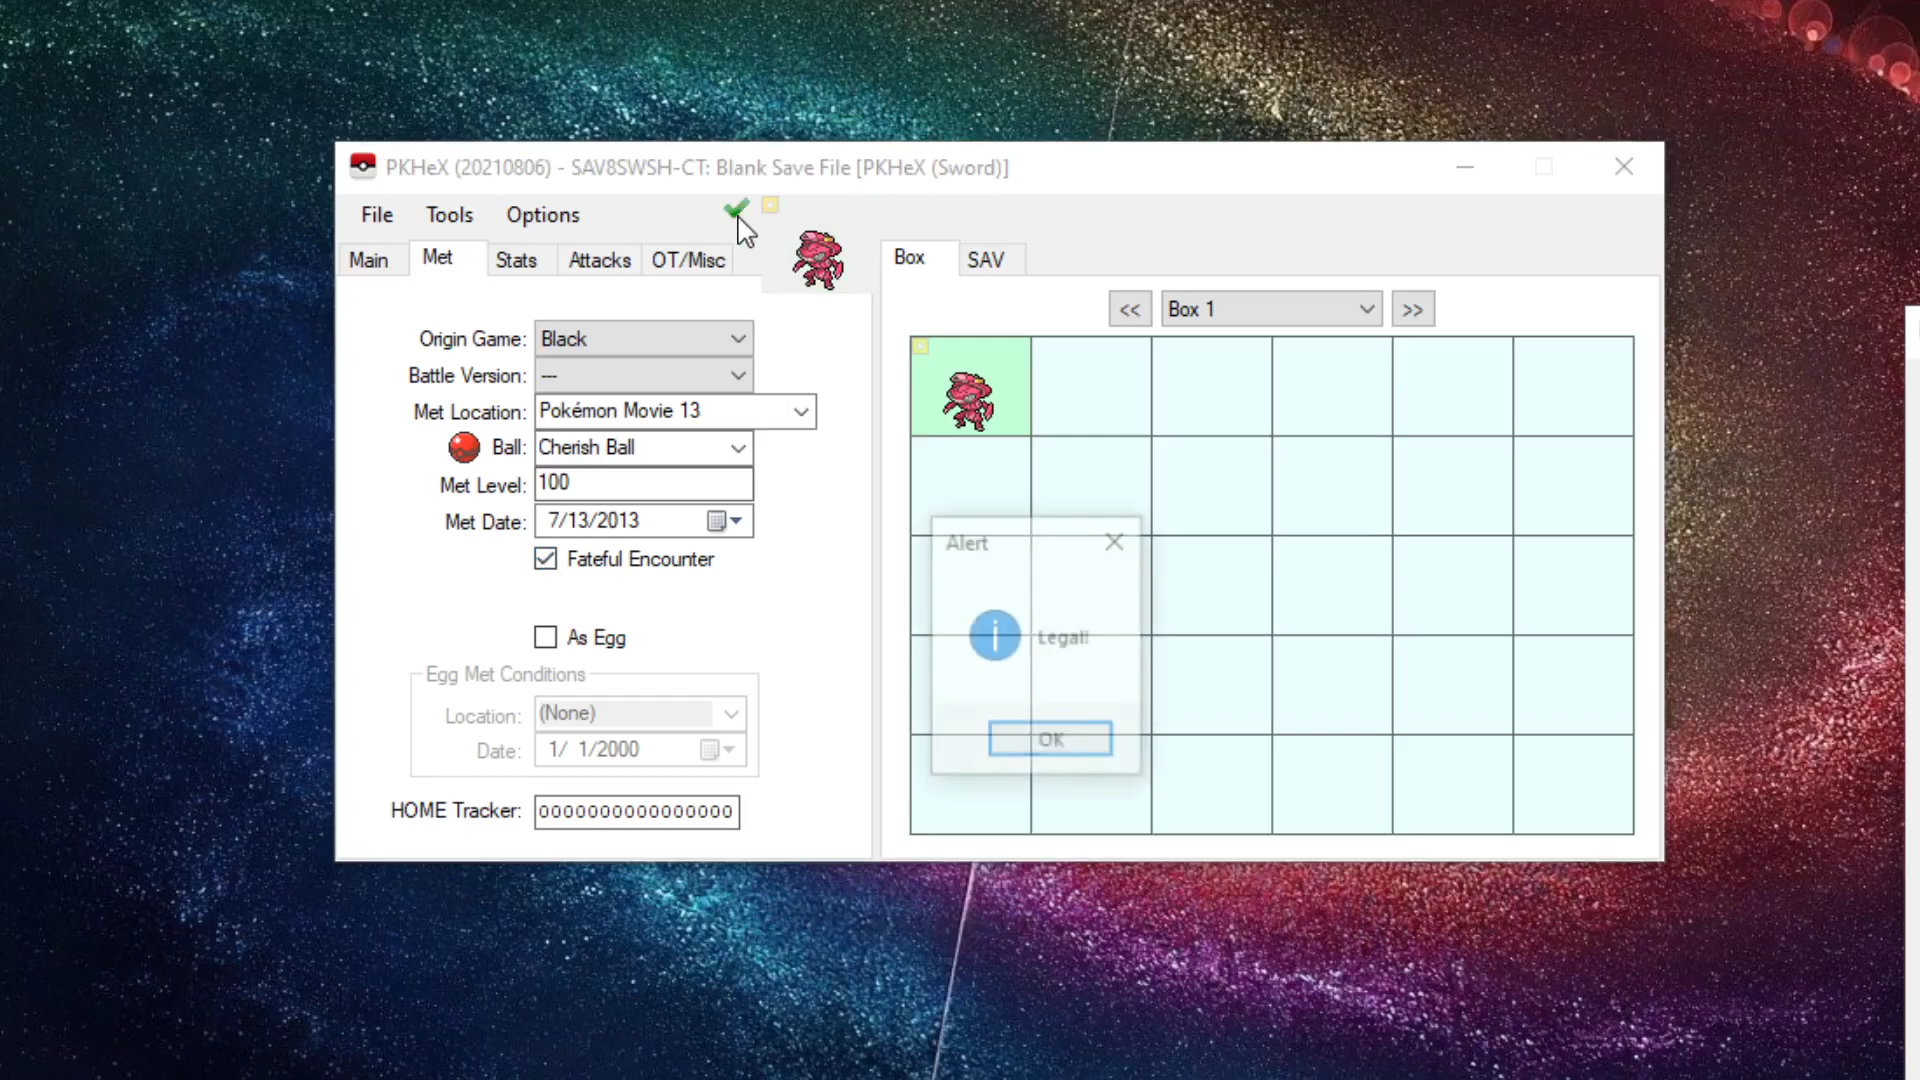 PKHeX (20210806) - SAV8SWSH-CT: Blank Save File [PKHeX (Sword)]
File Tools Options
Main Met Stats Attacks OT/Misc
Box SAV
<< Box 1 >>
Origin Game: Black
Battle Version: ---
Met Location: Pokémon Movie 13
Ball: Cherish Ball
Met Level: 100
Met Date: 7/13/2013
Fateful Encounter
As Egg
Egg Met Conditions
Location: (None)
Date: 1/ 1/2000
HOME Tracker: 0000000000000000
Alert
Legal!
OK